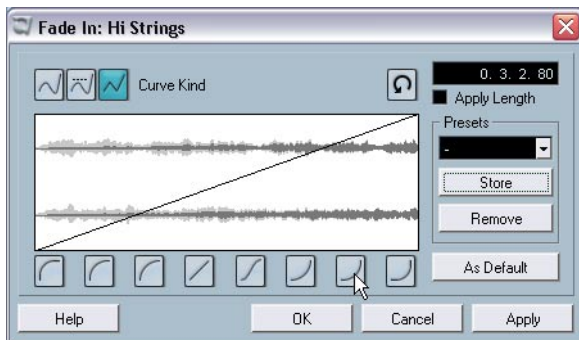 Fade In: Hi Strings
Curve Kind
0. 3. 2. 80
Apply Length
Presets
-
Store
Remove
As Default
Help
OK
Cancel
Apply